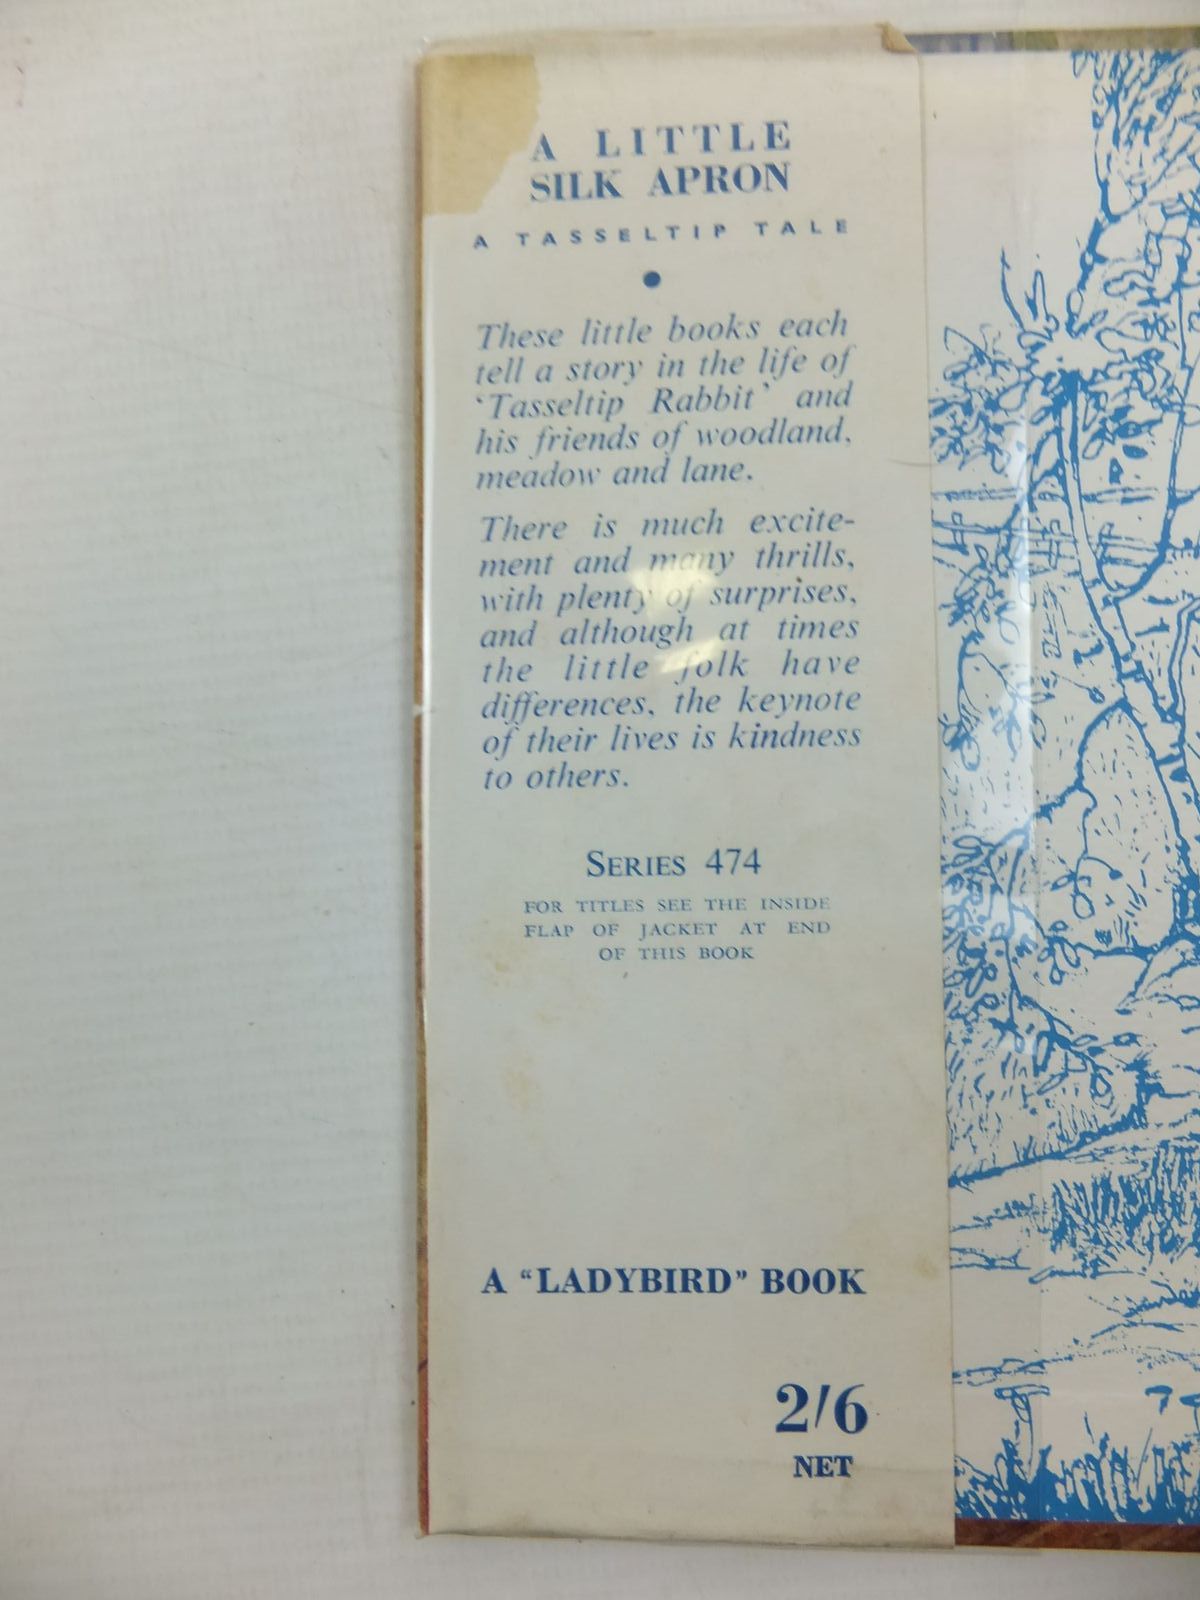 A LITTLE
SILK APRON
A TASSELTIP TALE
These little books each
tell a story in the life of
‘Tasseltip Rabbit’ and
his friends of woodland,
meadow and lane.
There is much excite-
ment and many thrills,
with plenty of surprises,
and although at times
the little folk have
differences, the keynote
of their lives is kindness
to others.
SERIES 474
FOR TITLES SEE THE INSIDE
FLAP OF JACKET AT END
OF THIS BOOK
A “LADYBIRD” BOOK
2/6
NET